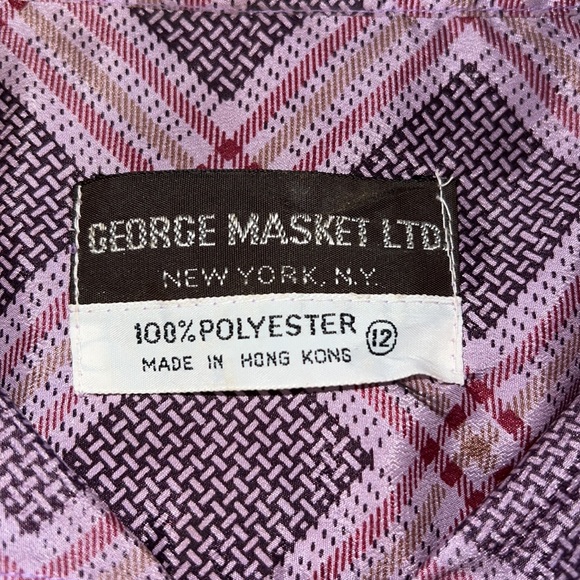 GEORGE MASKET LTD.
NEW YORK, N.Y.
100% POLYESTER 12
MADE IN HONG KONG